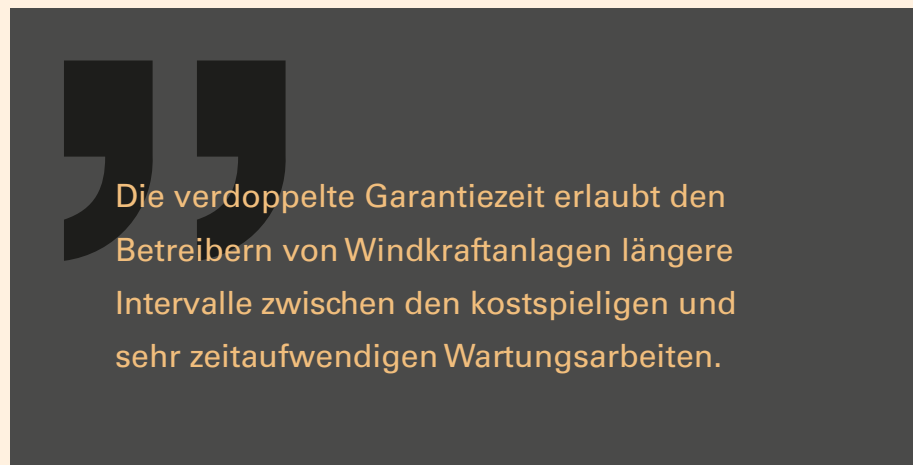 ”
Die verdoppelte Garantiezeit erlaubt den
Betreibern von Windkraftanlagen längere
Intervalle zwischen den kostspieligen und
sehr zeitaufwendigen Wartungsarbeiten.